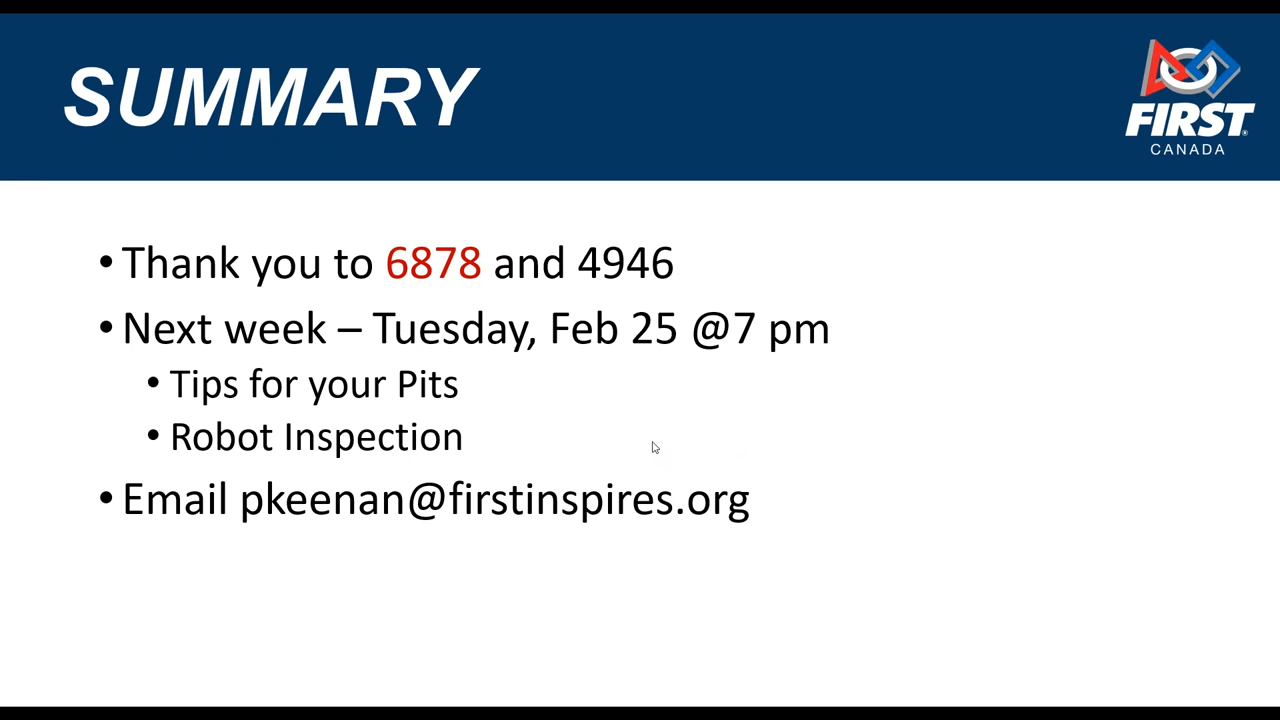 SUMMARY
FIRST®
CANADA
• Thank you to 6878 and 4946
• Next week – Tuesday, Feb 25 @7 pm
• Tips for your Pits
• Robot Inspection
• Email pkeenan@firstinspires.org